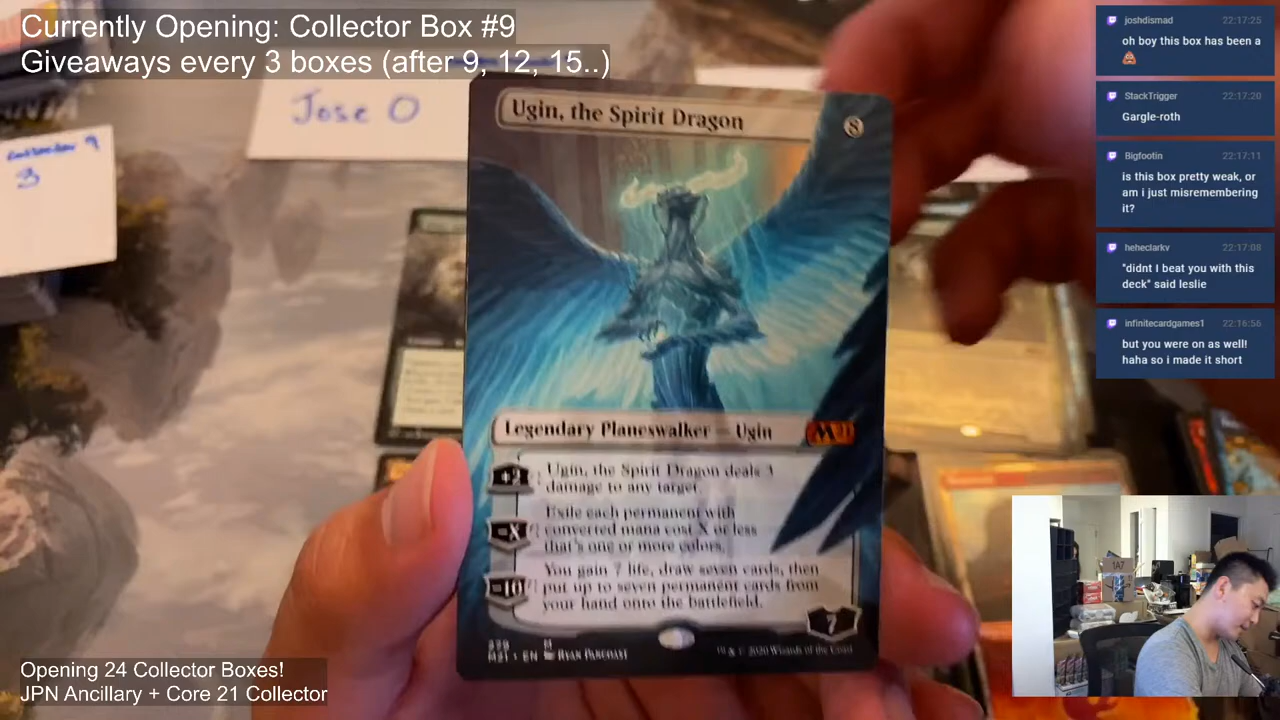 Currently Opening: Collector Box #9
Giveaways every 3 boxes (after 9, 12, 15..)
Jose O
3
Ugin, the Spirit Dragon
8
Legendary Planeswalker — Ugin
M21
+2: Ugin, the Spirit Dragon deals 3
damage to any target.
-X: Exile each permanent with
converted mana cost X or less
that's one or more colors.
-10: You gain 7 life, draw seven cards, then
put up to seven permanent cards from
your hand onto the battlefield.
7
M
M21 • EN Ryan Pancoast
™ & © 2020 Wizards of the Coast
joshdismad 22:17:25
oh boy this box has been a
💩
StackTrigger 22:17:20
Gargle-roth
Bigfootin 22:17:11
is this box pretty weak, or
am i just misremembering
it?
heheclarkv 22:17:08
"didnt I beat you with this
deck" said leslie
infinitecardgames1 22:16:56
but you were on as well!
haha so i made it short
1A7
Opening 24 Collector Boxes!
JPN Ancillary + Core 21 Collector